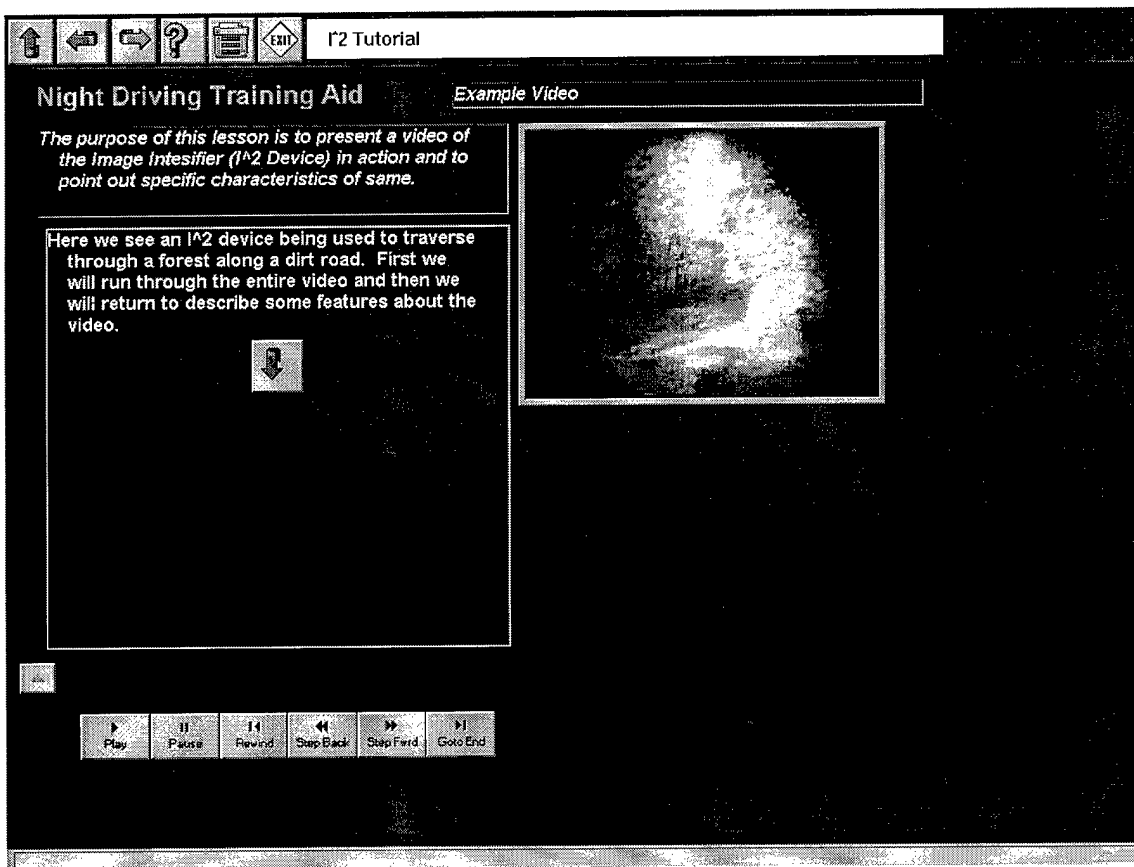 EXIT
I^2 Tutorial
Night Driving Training Aid
Example Video
The purpose of this lesson is to present a video of
the Image Intesifier (I^2 Device) in action and to
point out specific characteristics of same.
Here we see an I^2 device being used to traverse
through a forest along a dirt road. First we
will run through the entire video and then we
will return to describe some features about the
video.
Play
Pause
Rewind
Step Back
Step Fwrd
Goto End